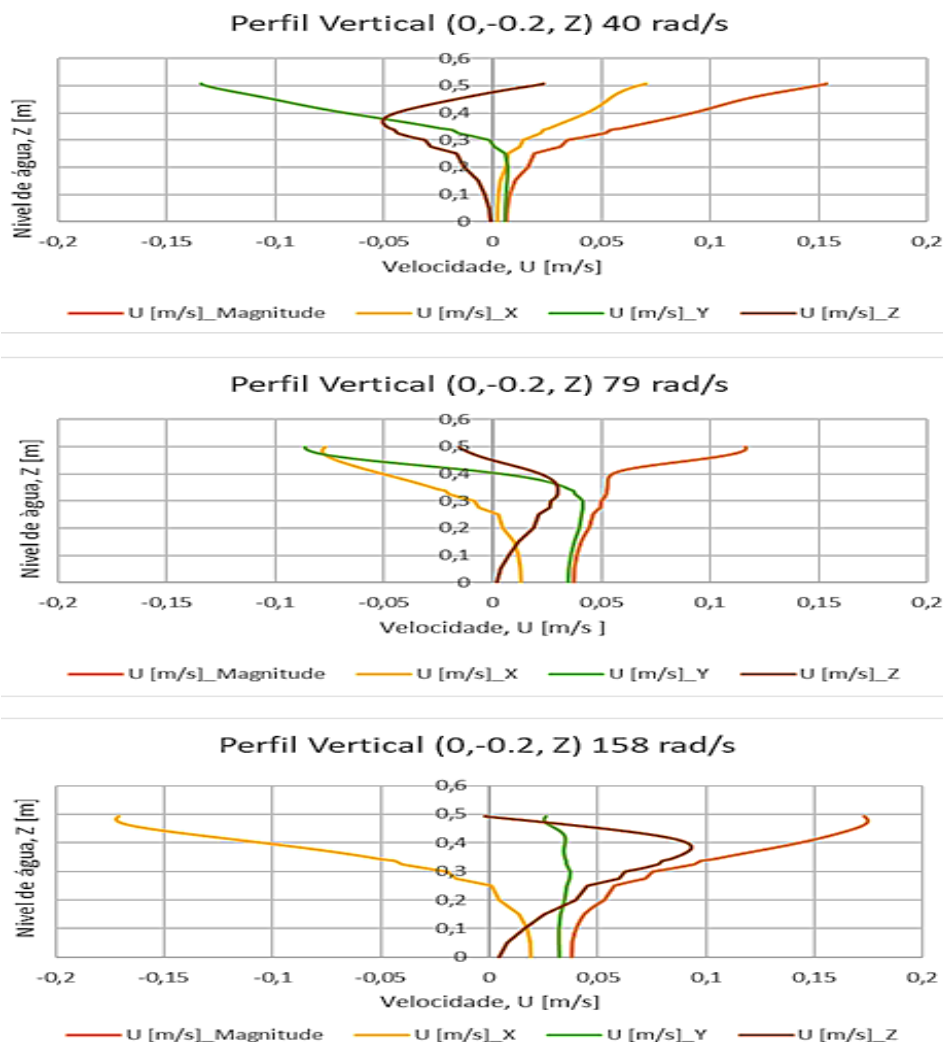 Perfil Vertical (0,-0.2, Z) 40 rad/s
Nivel de água, Z [m]
0,6
0,5
0,4
0,3
0,2
0,1
0
-0,2 -0,15 -0,1 -0,05 0 0,05 0,1 0,15 0,2
Velocidade, U [m/s]
U [m/s]_Magnitude U [m/s]_X U [m/s]_Y U [m/s]_Z
Perfil Vertical (0,-0.2, Z) 79 rad/s
Nivel de àgua, Z [m]
0,6
0,5
0,4
0,3
0,2
0,1
0
-0,2 -0,15 -0,1 -0,05 0 0,05 0,1 0,15 0,2
Velocidade, U [m/s ]
U [m/s]_Magnitude U [m/s]_X U [m/s]_Y U [m/s]_Z
Perfil Vertical (0,-0.2, Z) 158 rad/s
Nivel de água, Z [m]
0,6
0,5
0,4
0,3
0,2
0,1
0
-0,2 -0,15 -0,1 -0,05 0 0,05 0,1 0,15 0,2
Velocidade, U [m/s]
U [m/s]_Magnitude U [m/s]_X U [m/s]_Y U [m/s]_Z